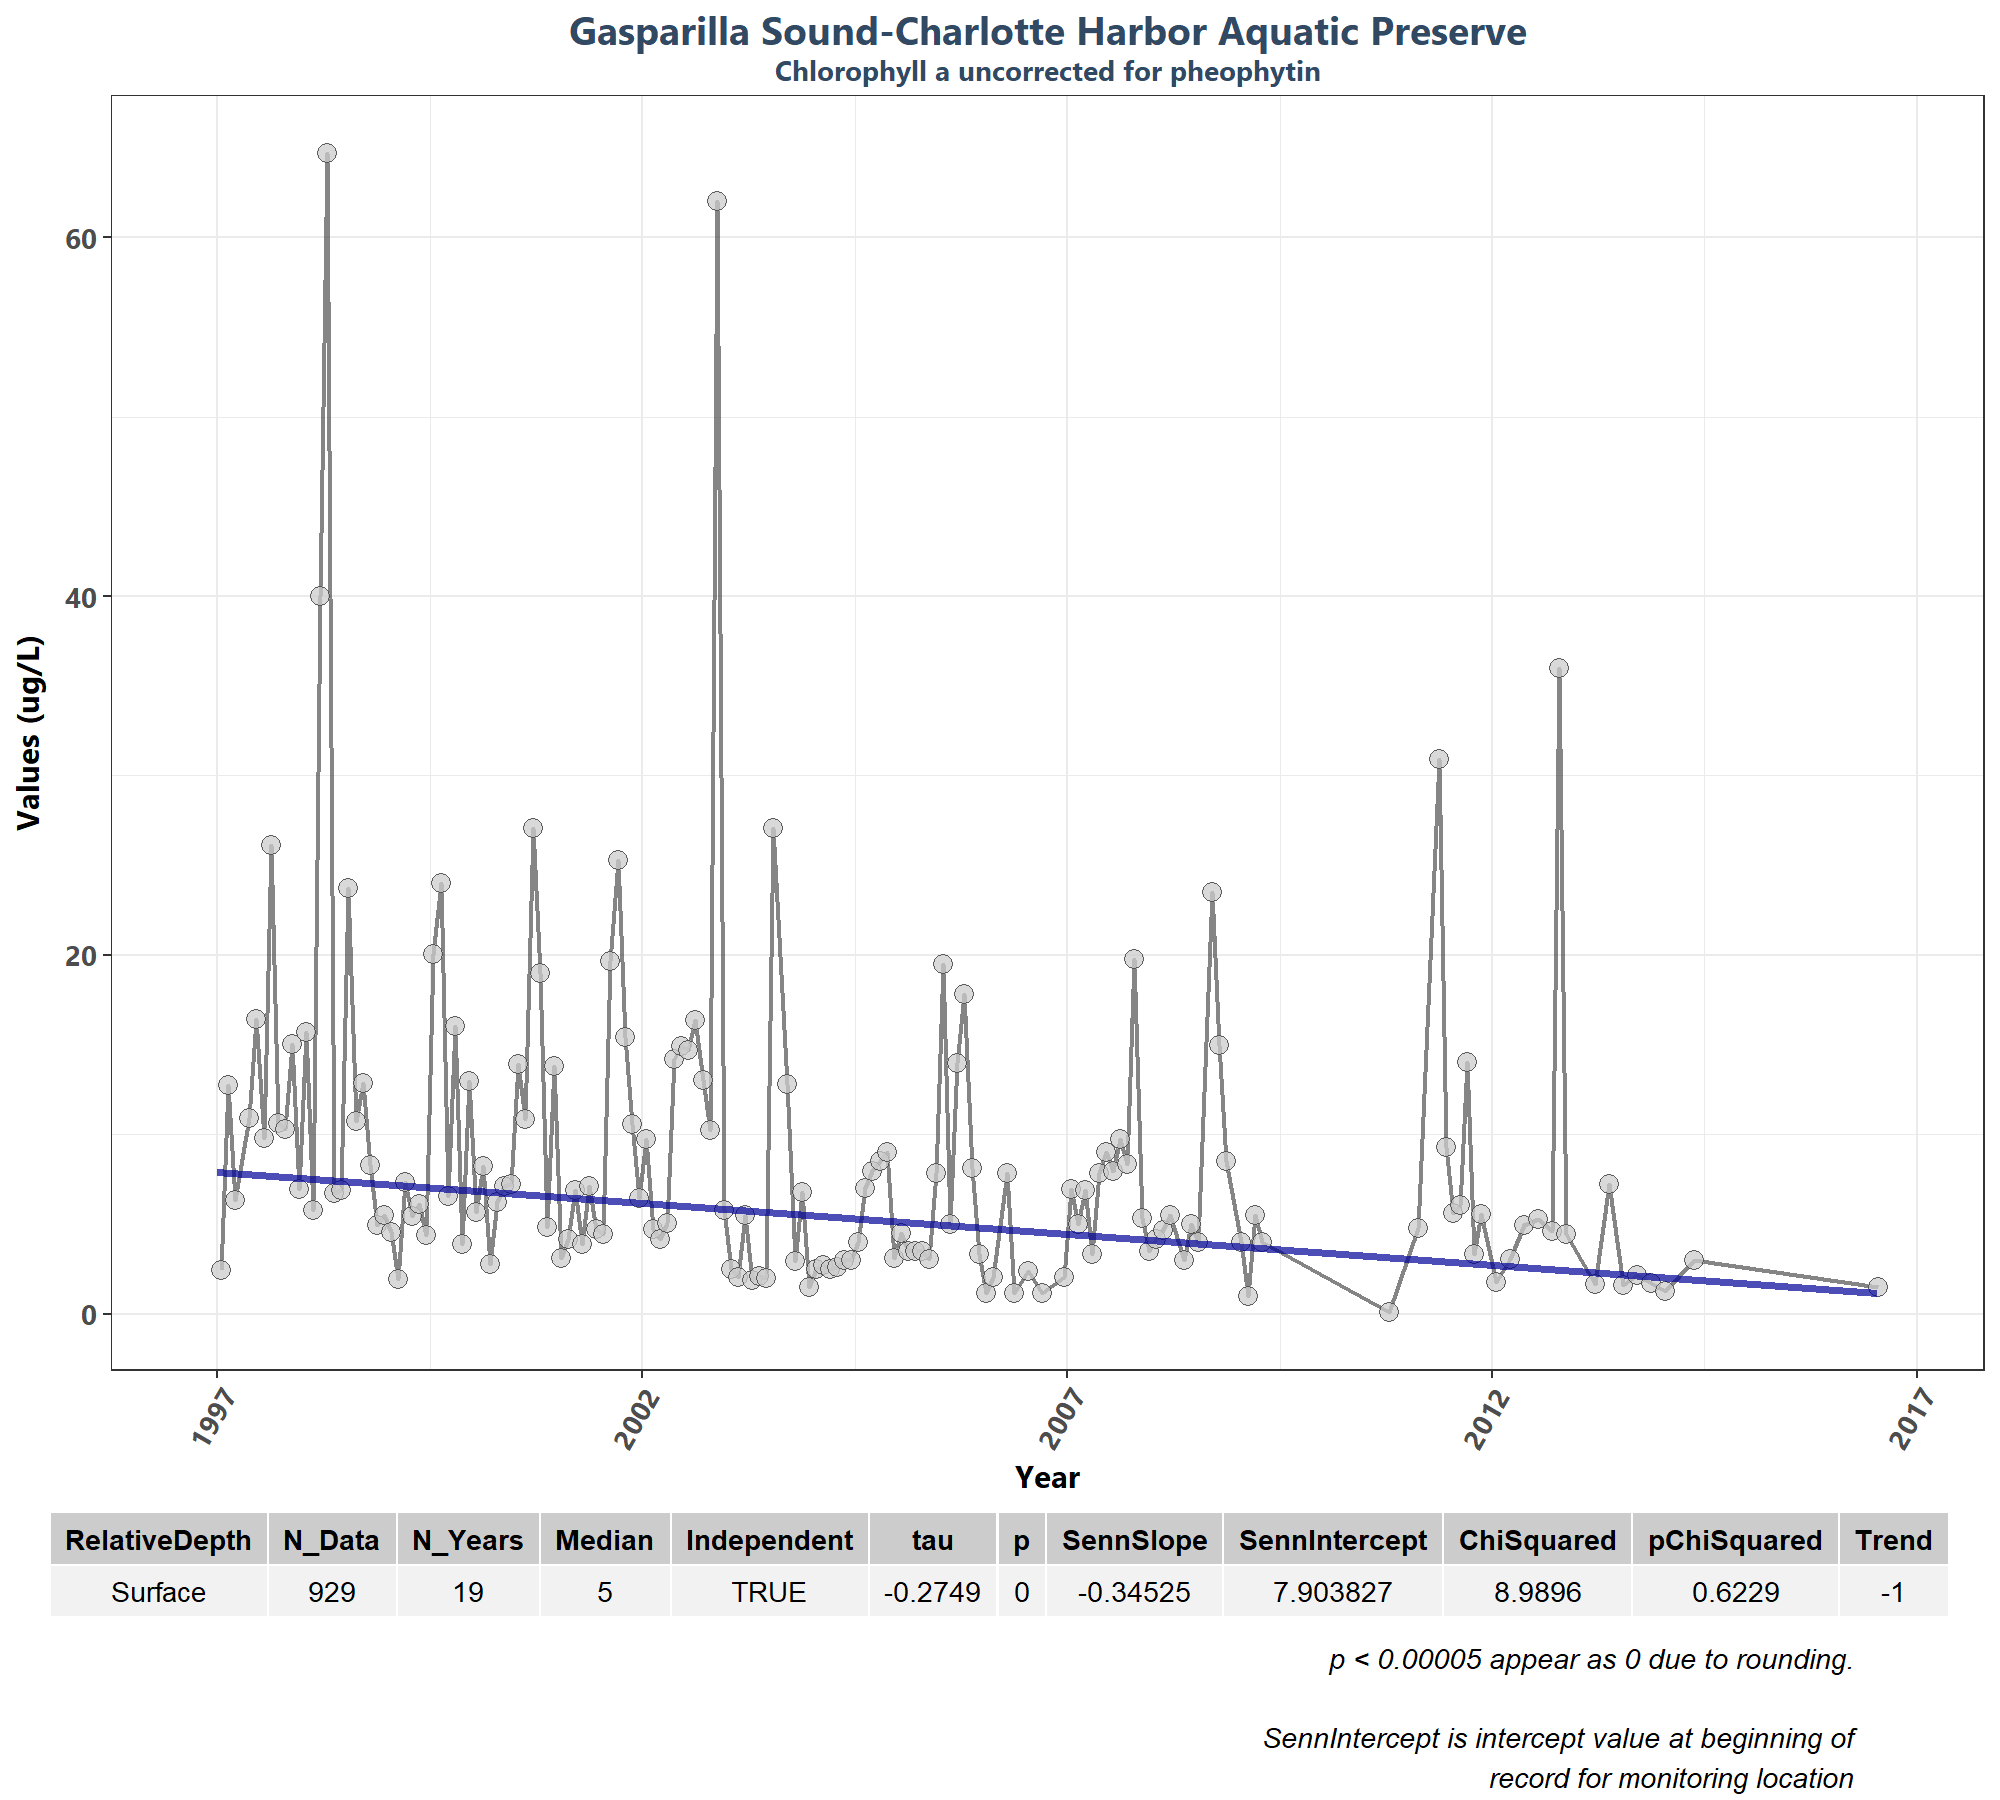 Gasparilla Sound-Charlotte Harbor Aquatic Preserve
Chlorophyll a uncorrected for pheophytin
Values (ug/L)
60
40
20
0
1997 2002 2007 2012 2017
Year
RelativeDepth N_Data N_Years Median Independent tau p SennSlope SennIntercept ChiSquared pChiSquared Trend
Surface 929 19 5 TRUE -0.2749 0 -0.34525 7.903827 8.9896 0.6229 -1
p < 0.00005 appear as 0 due to rounding.
SennIntercept is intercept value at beginning of
record for monitoring location